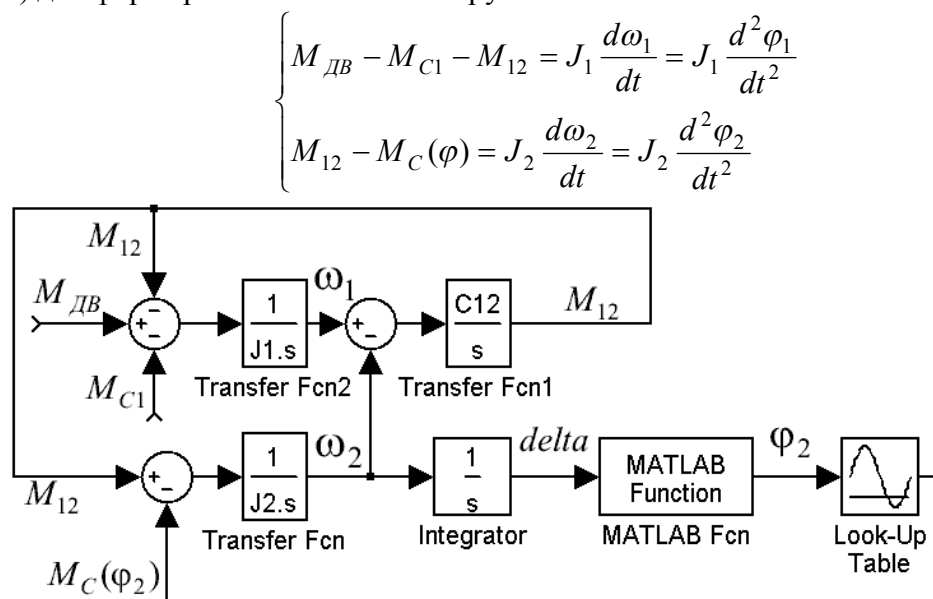 M_ДВ − M_C1 − M_12 = J_1 dω_1/dt = J_1 d²φ_1/dt²
M_12 − M_C(φ) = J_2 dω_2/dt = J_2 d²φ_2/dt²
M_12
M_ДВ
M_C1
1
J1.s
Transfer Fcn2
ω_1
C12
s
Transfer Fcn1
M_12
M_12
M_C(φ_2)
1
J2.s
Transfer Fcn
ω_2
1
s
Integrator
delta
MATLAB
Function
MATLAB Fcn
φ_2
Look-Up
Table